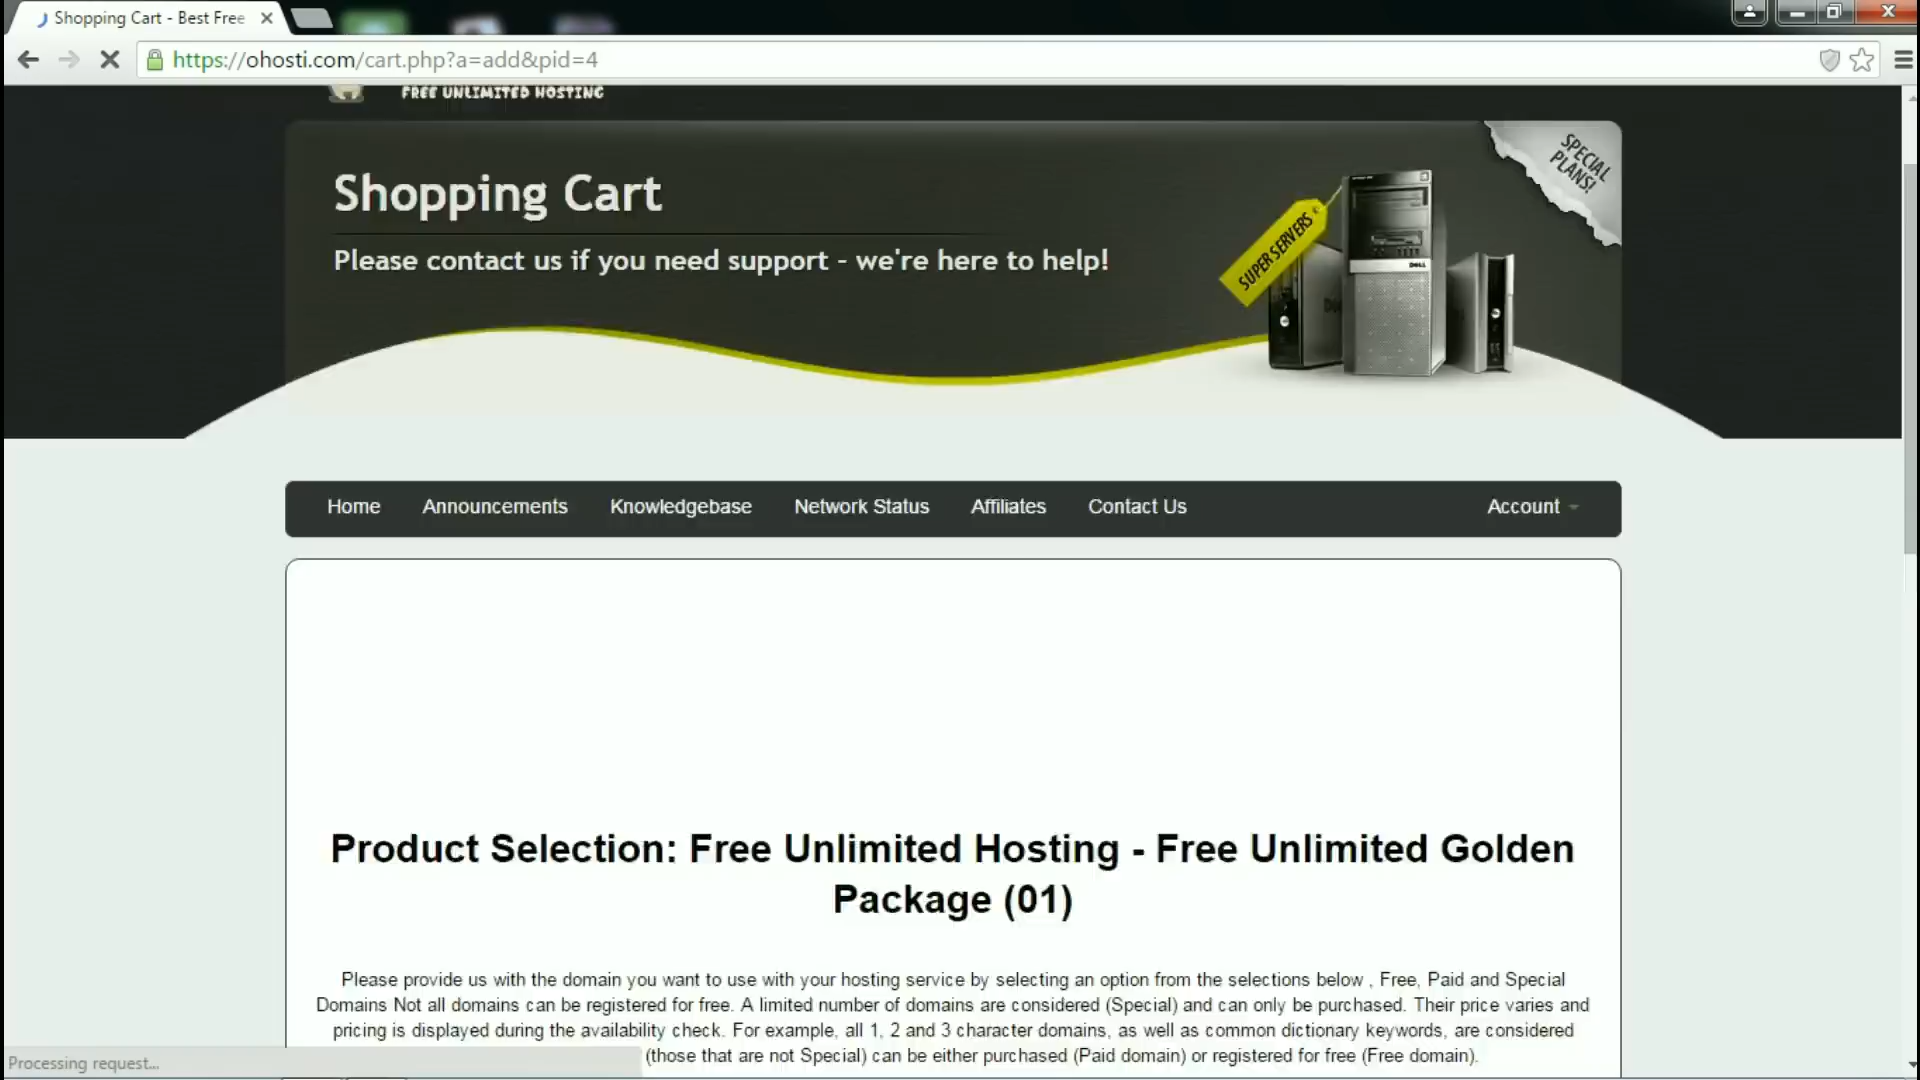 Shopping Cart - Best Free
https://ohosti.com/cart.php?a=add&pid=4
FREE UNLIMITED HOSTING
SPECIAL
PLANS!
Shopping Cart
SUPER SERVERS
Please contact us if you need support - we're here to help!
DELL
Home Announcements Knowledgebase Network Status Affiliates Contact Us Account
Product Selection: Free Unlimited Hosting - Free Unlimited Golden
Package (01)
Please provide us with the domain you want to use with your hosting service by selecting an option from the selections below , Free, Paid and Special
Domains Not all domains can be registered for free. A limited number of domains are considered (Special) and can only be purchased. Their price varies and
pricing is displayed during the availability check. For example, all 1, 2 and 3 character domains, as well as common dictionary keywords, are considered
(those that are not Special) can be either purchased (Paid domain) or registered for free (Free domain).
Processing request...